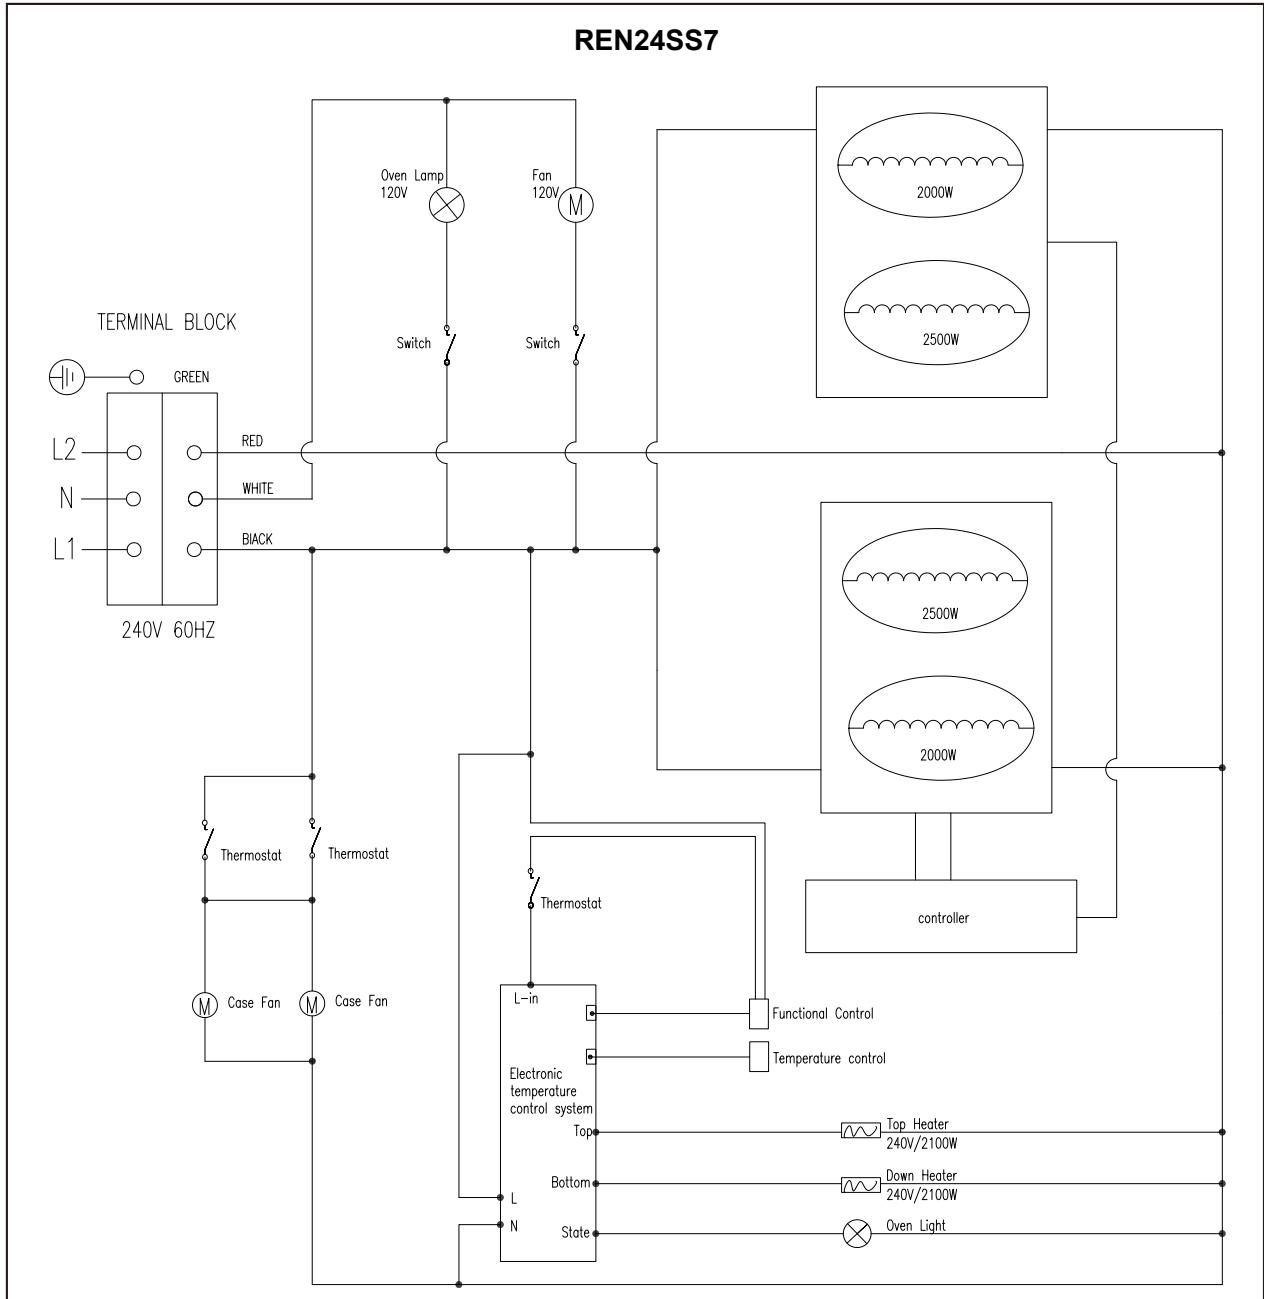 REN24SS7
Oven Lamp
120V
Fan
120V
M
2000W
2500W
Switch
Switch
TERMINAL BLOCK
GREEN
L2
RED
N
WHITE
L1
BIACK
240V 60HZ
2500W
2000W
Thermostat
Thermostat
Thermostat
controller
M
Case Fan
M
Case Fan
L-in
Functional Control
Temperature control
Electronic
temperature
control system
Top
Top Heater
240V/2100W
Bottom
Down Heater
240V/2100W
L
N
State
Oven Light